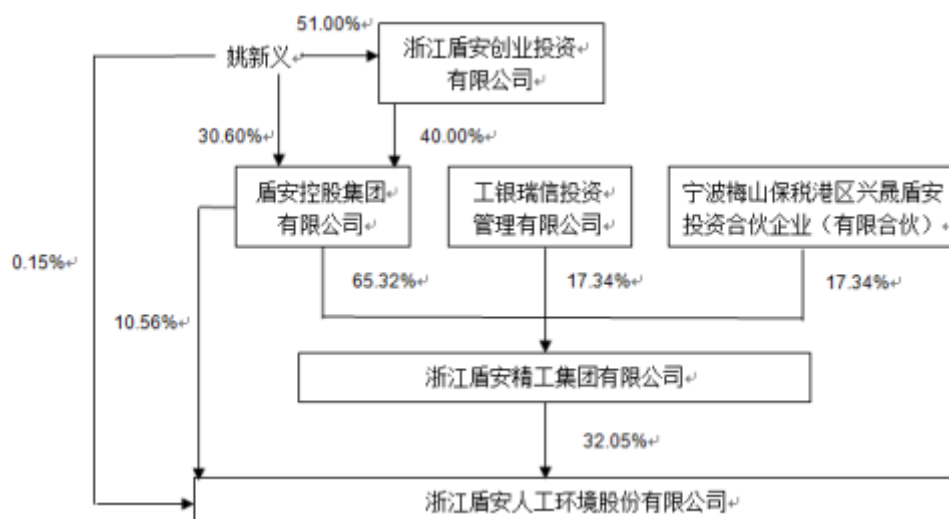 51.00%
姚新义
浙江盾安创业投资
有限公司
30.60%
40.00%
盾安控股集团
有限公司
工银瑞信投资
管理有限公司
宁波梅山保税港区兴晟盾安
投资合伙企业（有限合伙）
0.15%
65.32%
17.34%
17.34%
10.56%
浙江盾安精工集团有限公司
32.05%
浙江盾安人工环境股份有限公司